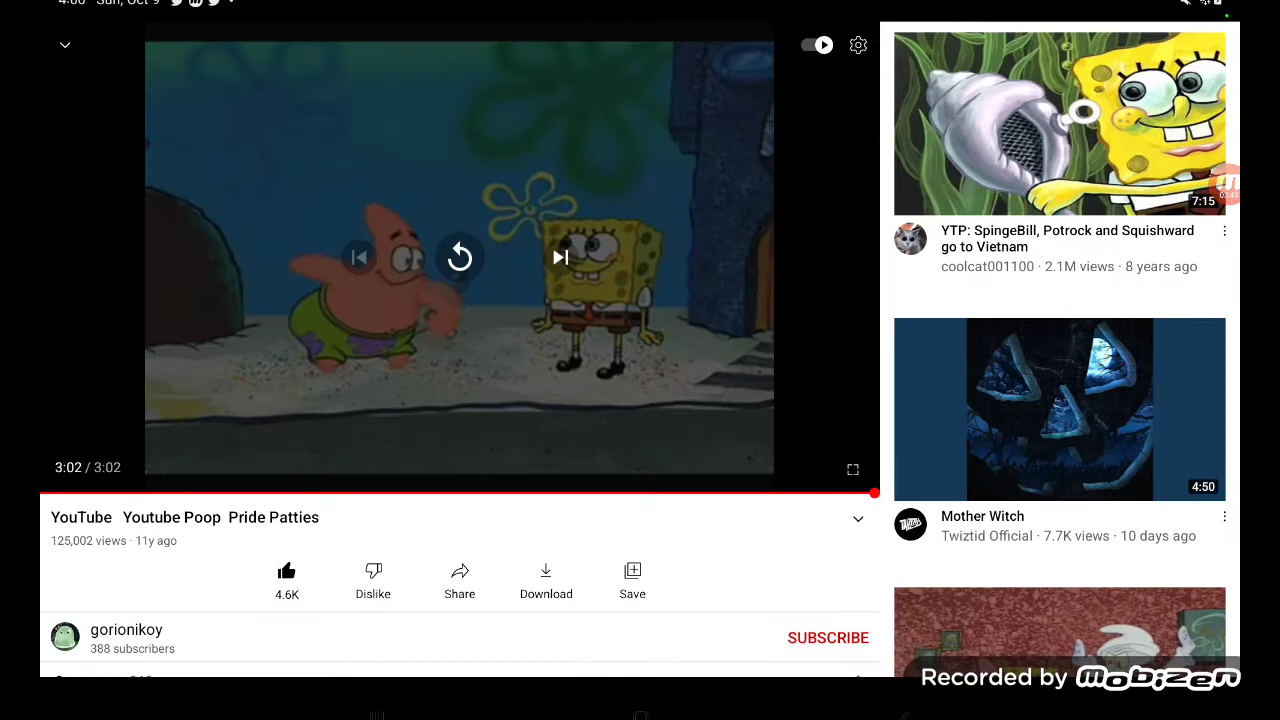 Sun, Oct 9
7:15
YTP: SpingeBill, Potrock and Squishward
go to Vietnam
coolcat001100 · 2.1M views · 8 years ago
3:02 / 3:02
4:50
YouTube Youtube Poop Pride Patties
125,002 views · 11y ago
Mother Witch
Twiztid Official · 7.7K views · 10 days ago
4.6K
Dislike
Share
Download
Save
gorionikoy
388 subscribers
SUBSCRIBE
Recorded by mobizen